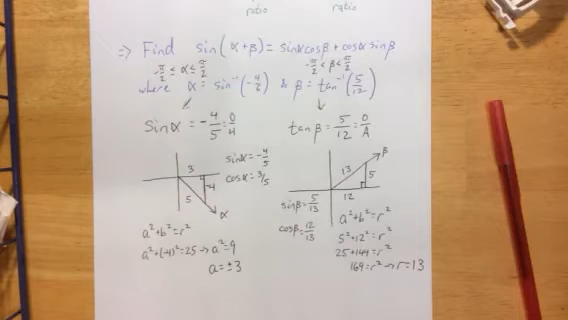 ratio ratio
⇒ Find sin(α+β) = sinα cosβ + cosα sinβ
-π/2 ≤ α ≤ π/2 -π/2 < β < π/2
where α = sin⁻¹(-4/5) & β = tan⁻¹(5/12)
sinα = -4/5 = O/H tanβ = 5/12 = O/A
3 -4 5 α
sinα = -4/5
cosα = 3/5
13 5 12 β
sinβ = 5/13
cosβ = 12/13
a² + b² = r²
a² + (-4)² = 25 → a² = 9
a = ±3
a² + b² = r²
5² + 12² = r²
25 + 144 = r²
169 = r² → r = 13